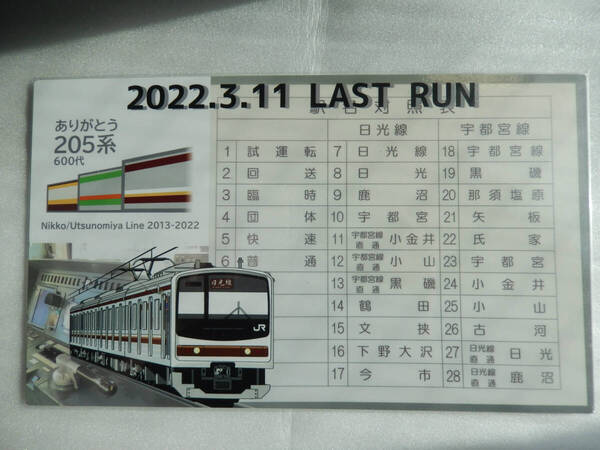 2022.3.11 LAST RUN
ありがとう
205系
600代
Nikko/Utsunomiya Line 2013-2022
駅名対照表
日光線 宇都宮線
1 試運転 7 日光線 18 宇都宮線
2 回送 8 日光 19 黒磯
3 臨時 9 鹿沼 20 那須塩原
4 団体 10 宇都宮 21 矢板
5 快速 11 宇都宮線直通 小金井 22 氏家
6 普通 12 宇都宮線直通 小山 23 宇都宮
13 宇都宮線直通 黒磯 24 小金井
14 鶴田 25 小山
15 文挟 26 古河
16 下野大沢 27 日光線直通 日光
17 今市 28 日光線直通 鹿沼
日光線
JR